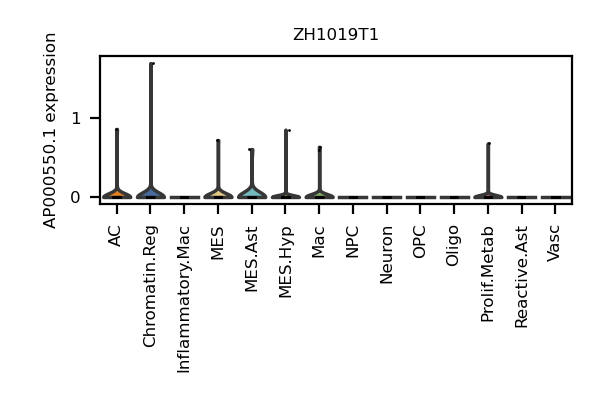 ZH1019T1
AP000550.1 expression
1
0
AC
Chromatin.Reg
Inflammatory.Mac
MES
MES.Ast
MES.Hyp
Mac
NPC
Neuron
OPC
Oligo
Prolif.Metab
Reactive.Ast
Vasc